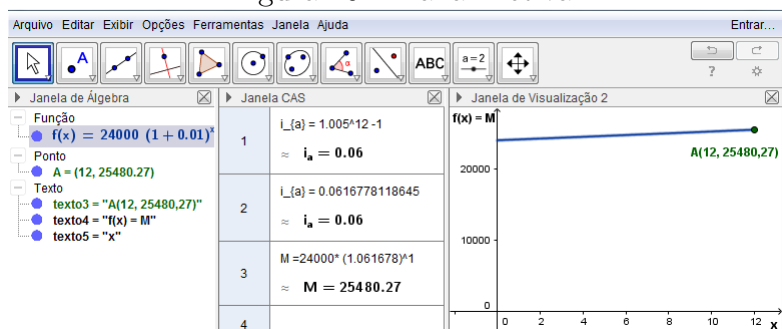 Arquivo Editar Exibir Opções Ferramentas Janela Ajuda Entrar...
A ABC a=2
Janela de Álgebra
Função
f(x) = 24000 (1 + 0.01)ˣ
Ponto
A = (12, 25480.27)
Texto
texto3 = "A(12, 25480,27)"
texto4 = "f(x) = M"
texto5 = "x"
Janela CAS
1
i_{a} = 1.005^12 -1
≈ iₐ = 0.06
2
i_{a} = 0.0616778118645
≈ iₐ = 0.06
3
M =24000* (1.061678)^1
≈ M = 25480.27
4
Janela de Visualização 2
f(x) = M
A(12, 25480,27)
20000
10000
0
0 2 4 6 8 10 12 x